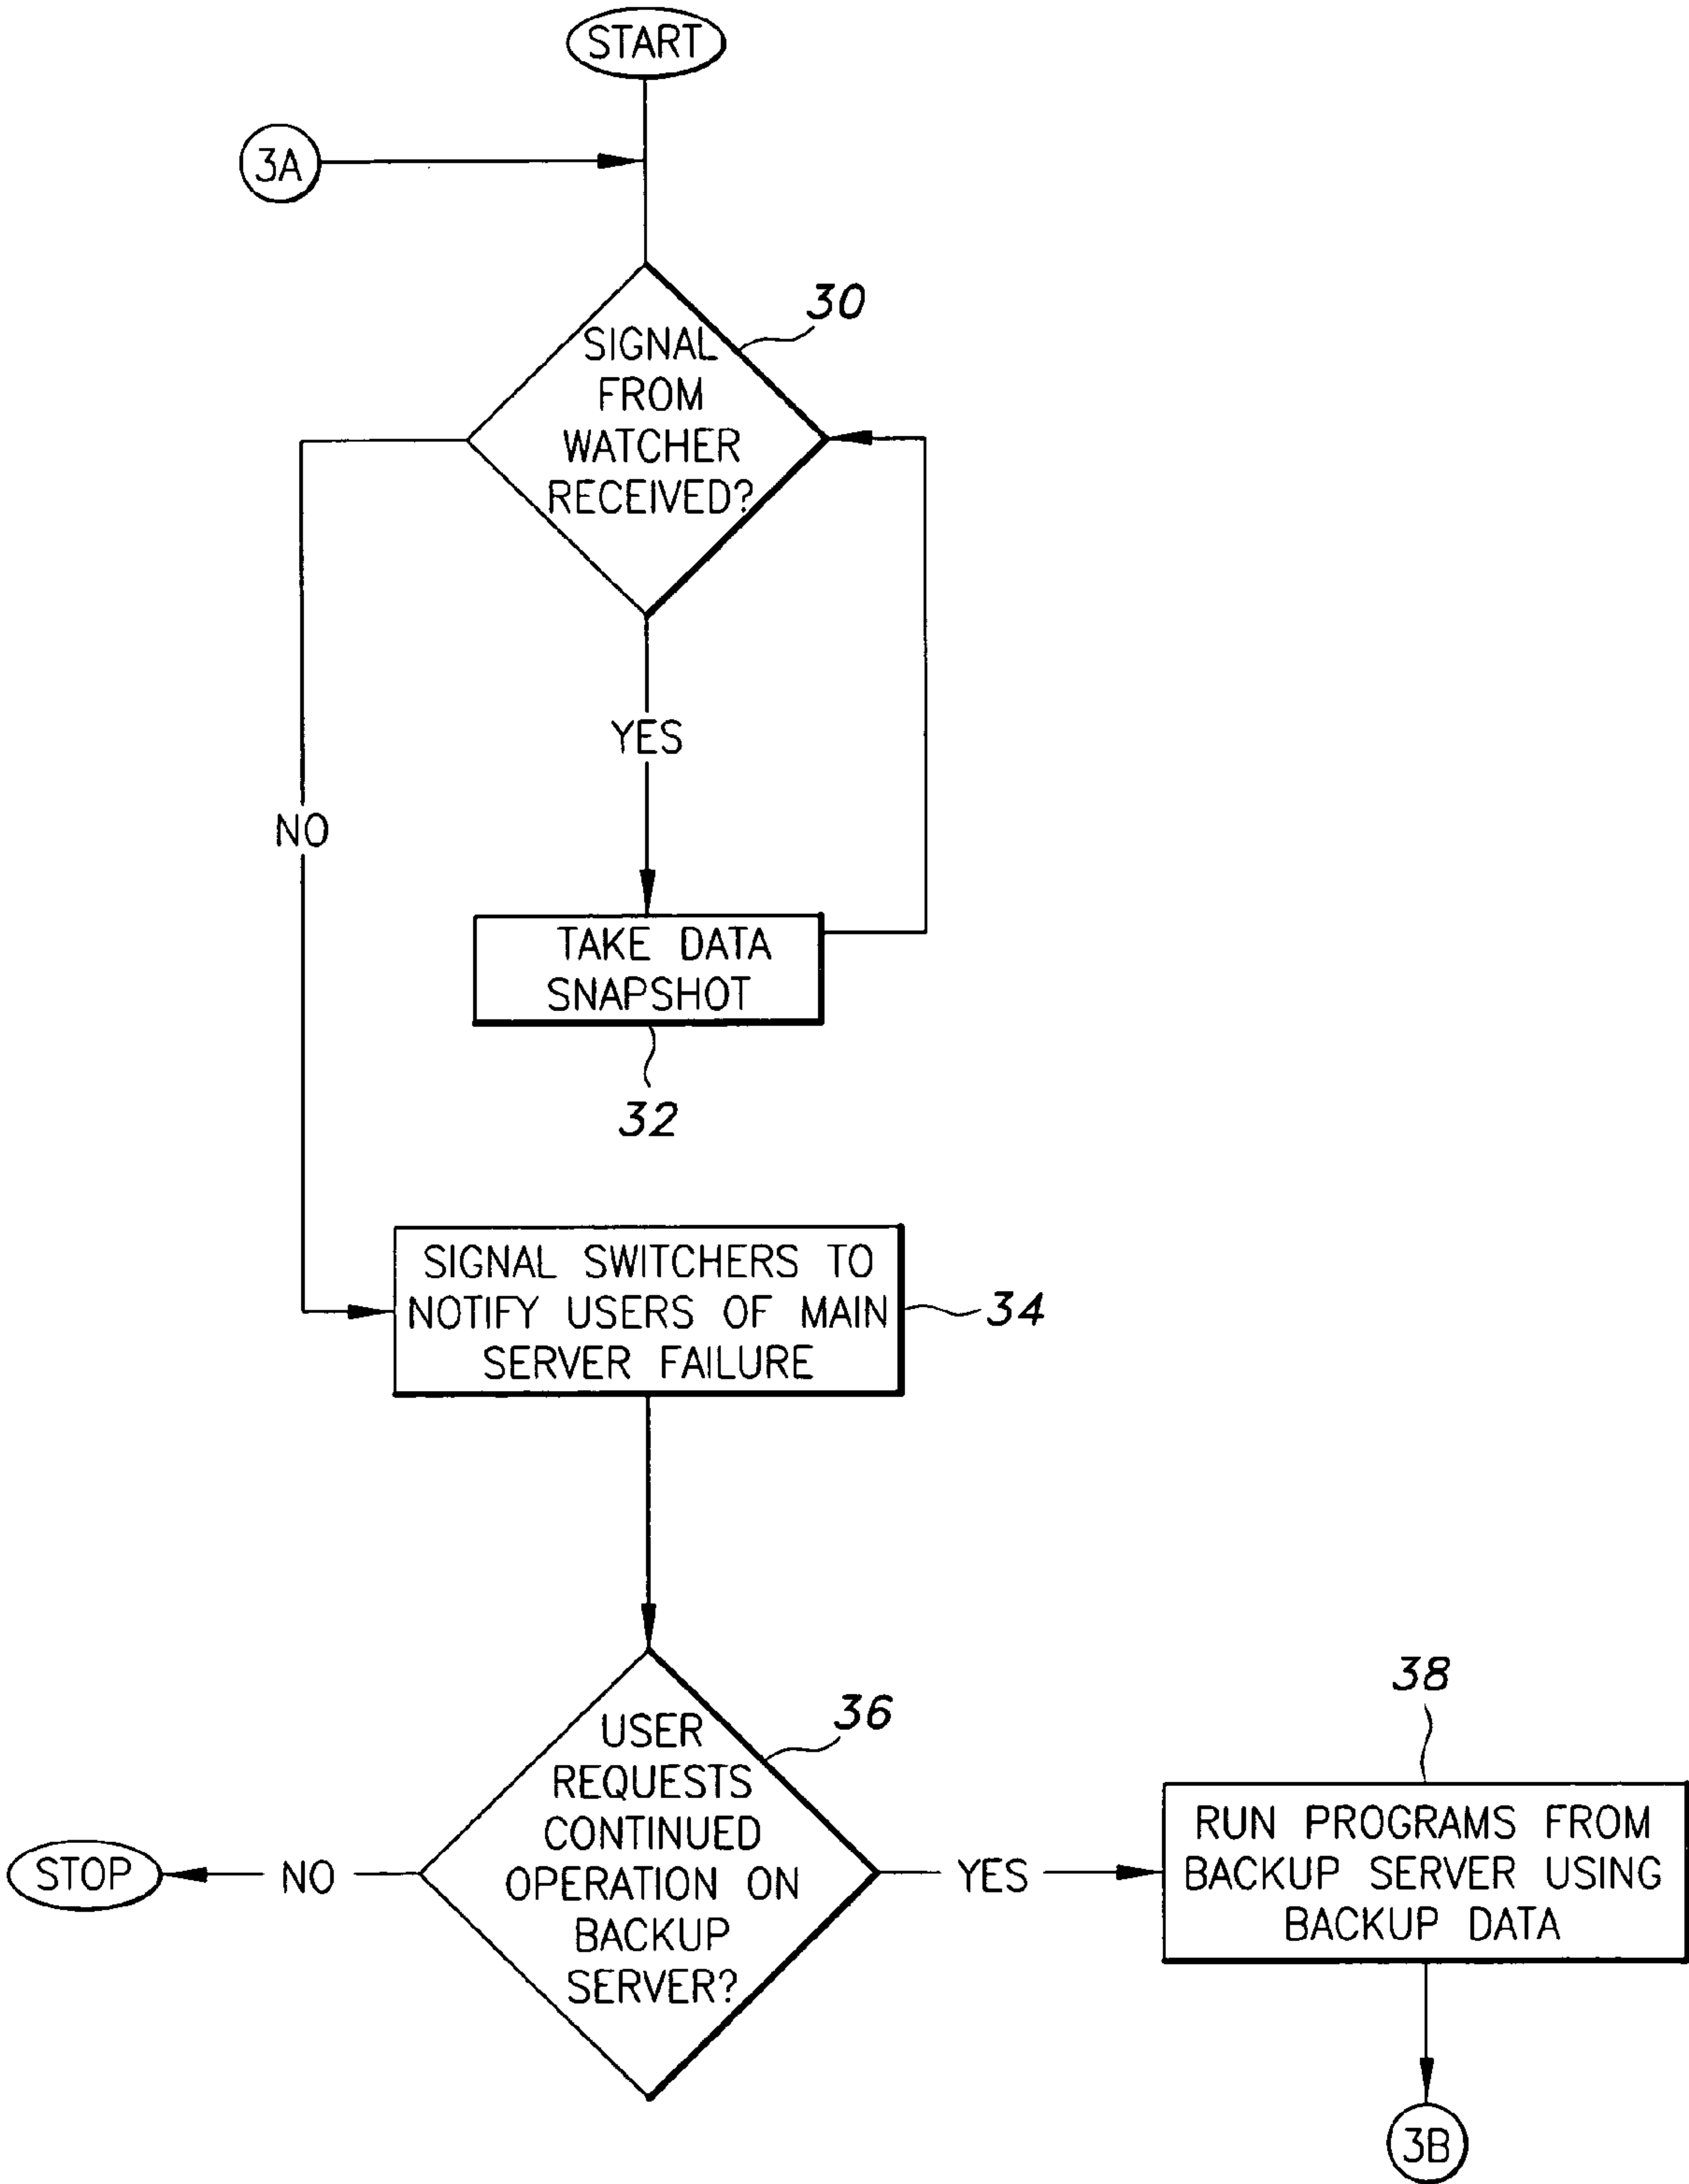 START
3A
30
SIGNAL
FROM
WATCHER
RECEIVED?
YES
NO
TAKE DATA
SNAPSHOT
32
SIGNAL SWITCHERS TO
NOTIFY USERS OF MAIN
SERVER FAILURE
34
36
USER
REQUESTS
CONTINUED
OPERATION ON
BACKUP
SERVER?
NO
STOP
YES
38
RUN PROGRAMS FROM
BACKUP SERVER USING
BACKUP DATA
3B